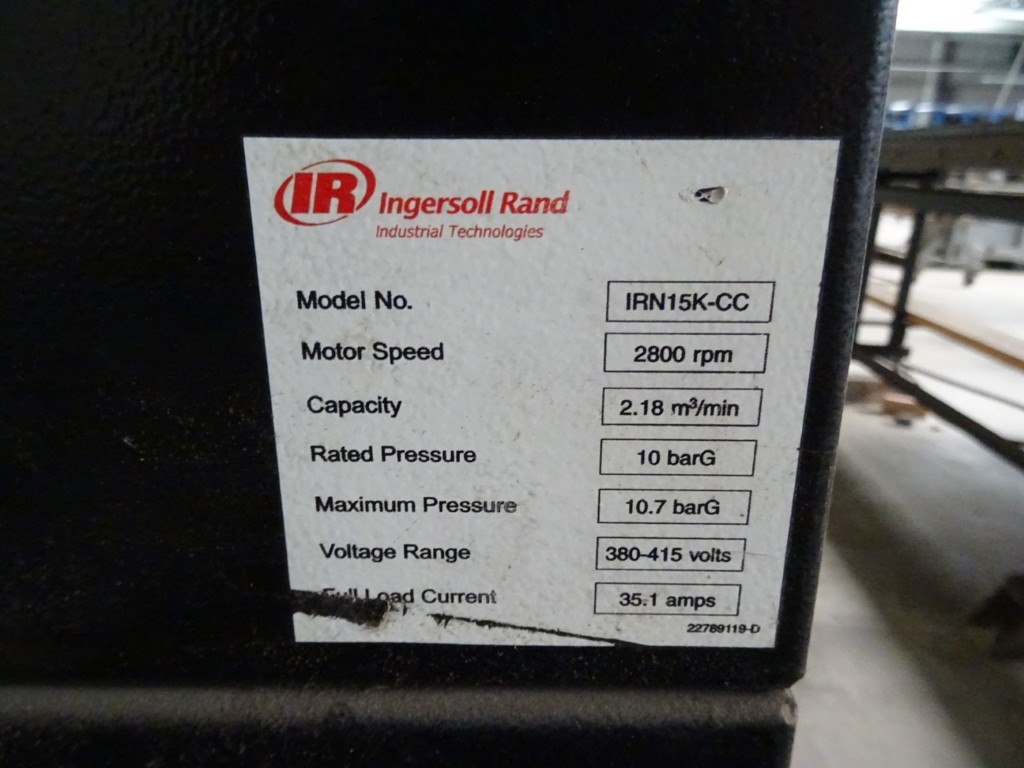 IR Ingersoll Rand
Industrial Technologies
Model No. IRN15K-CC
Motor Speed 2800 rpm
Capacity 2.18 m³/min
Rated Pressure 10 barG
Maximum Pressure 10.7 barG
Voltage Range 380-415 volts
Full Load Current 35.1 amps
22789119-D